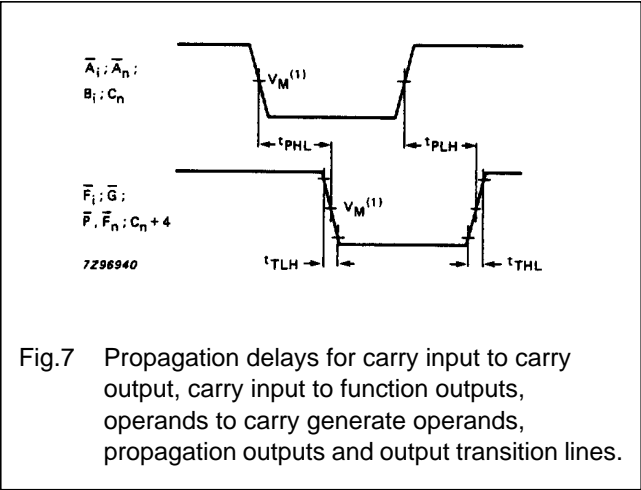 A̅i ; A̅n ;
Bi ; Cn
VM(1)
tPHL
tPLH
F̅i ; G̅ ;
P̅ , F̅n ; Cn + 4
VM(1)
7Z96940
tTLH
tTHL
Fig.7 Propagation delays for carry input to carry
output, carry input to function outputs,
operands to carry generate operands,
propagation outputs and output transition lines.